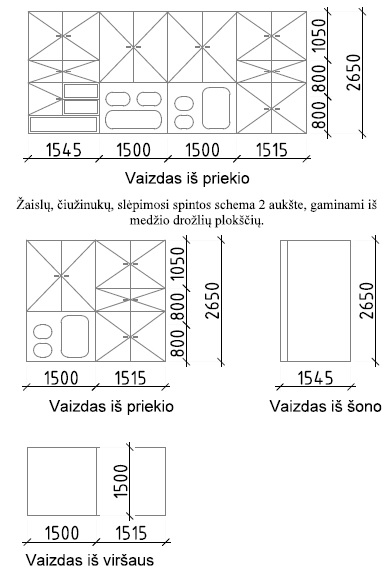 1050
800
800
2650
1545 1500 1500 1515
Vaizdas iš priekio
Žaislų, čiužinukų, slėpimosi spintos schema 2 aukšte, gaminami iš
medžio drožlių plokščių.
1050
800
800
2650
2650
1500 1515
1545
Vaizdas iš priekio
Vaizdas iš šono
1500
1500 1515
Vaizdas iš viršaus